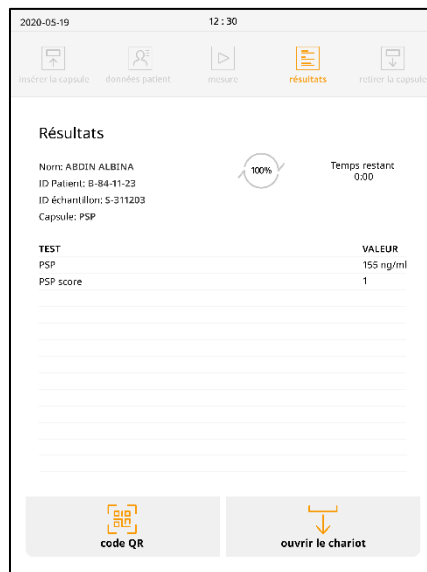 2020-05-19 12:30
insérer la capsule données patient mesure résultats retirer la capsule
Résultats
Nom: ABDIN ALBINA
ID Patient: B-84-11-23
ID échantillon: S-311203
Capsule: PSP
100%
Temps restant
0:00
TEST VALEUR
PSP 155 ng/ml
PSP score 1
code QR ouvrir le chariot